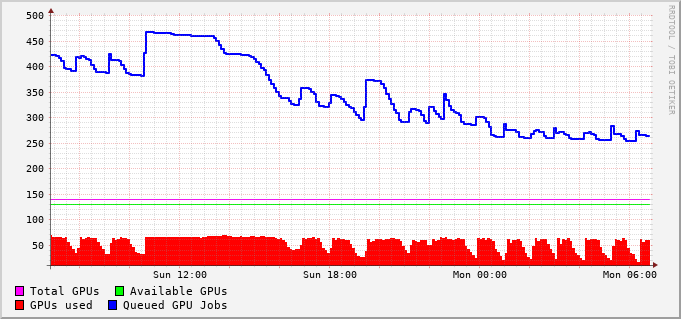 500
450
400
350
300
250
200
150
100
50
Sun 12:00 Sun 18:00 Mon 00:00 Mon 06:00
Total GPUs Available GPUs
GPUs used Queued GPU Jobs
RRDTOOL / TOBI OETIKER